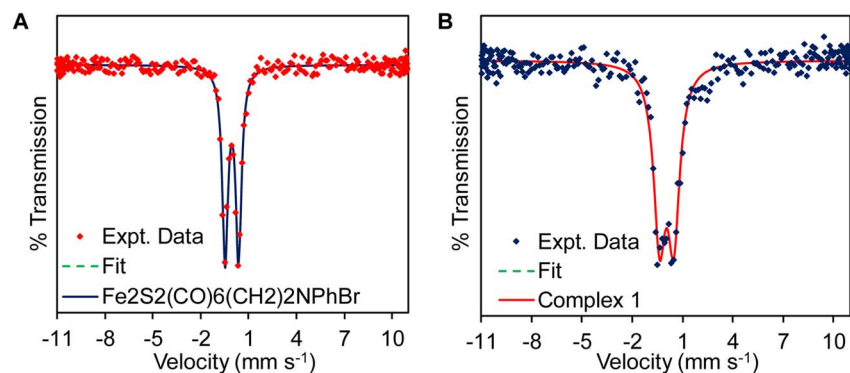 A
% Transmission
Expt. Data
Fit
Fe2S2(CO)6(CH2)2NPhBr
-11 -8 -5 -2 1 4 7 10
Velocity (mm s⁻¹)
B
% Transmission
Expt. Data
Fit
Complex 1
-11 -8 -5 -2 1 4 7 10
Velocity (mm s⁻¹)